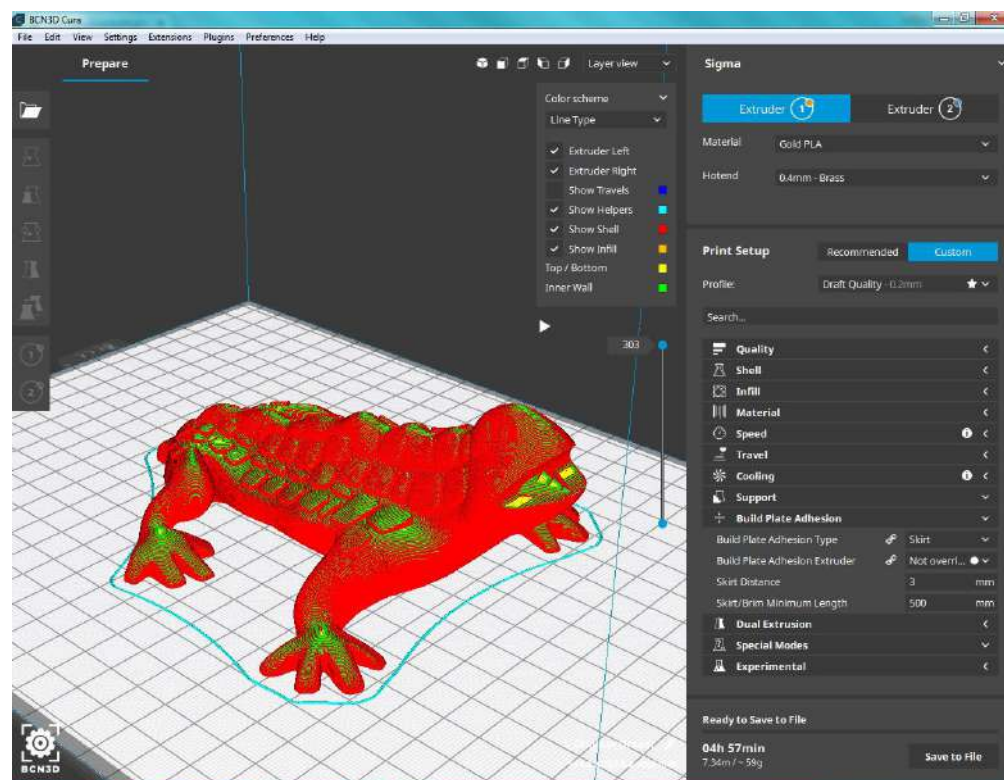 BCN3D Cura
File Edit View Settings Extensions Plugins Preferences Help
Prepare
Layer view
Color scheme
Line Type
Extruder Left
Extruder Right
Show Travels
Show Helpers
Show Shell
Show Infill
Top / Bottom
Inner Wall
303
1
2
BCN3D
Sigma
Extruder 1 Extruder 2
Material Gold PLA
Hotend 0.4mm - Brass
Print Setup Recommended Custom
Profile: Draft Quality - 0.2mm
Search...
Quality
Shell
Infill
Material
Speed
Travel
Cooling
Support
Build Plate Adhesion
Build Plate Adhesion Type Skirt
Build Plate Adhesion Extruder Not overri...
Skirt Distance 3 mm
Skirt/Brim Minimum Length 500 mm
Dual Extrusion
Special Modes
Experimental
Ready to Save to File
04h 57min
7.34m / ~ 59g
Save to File